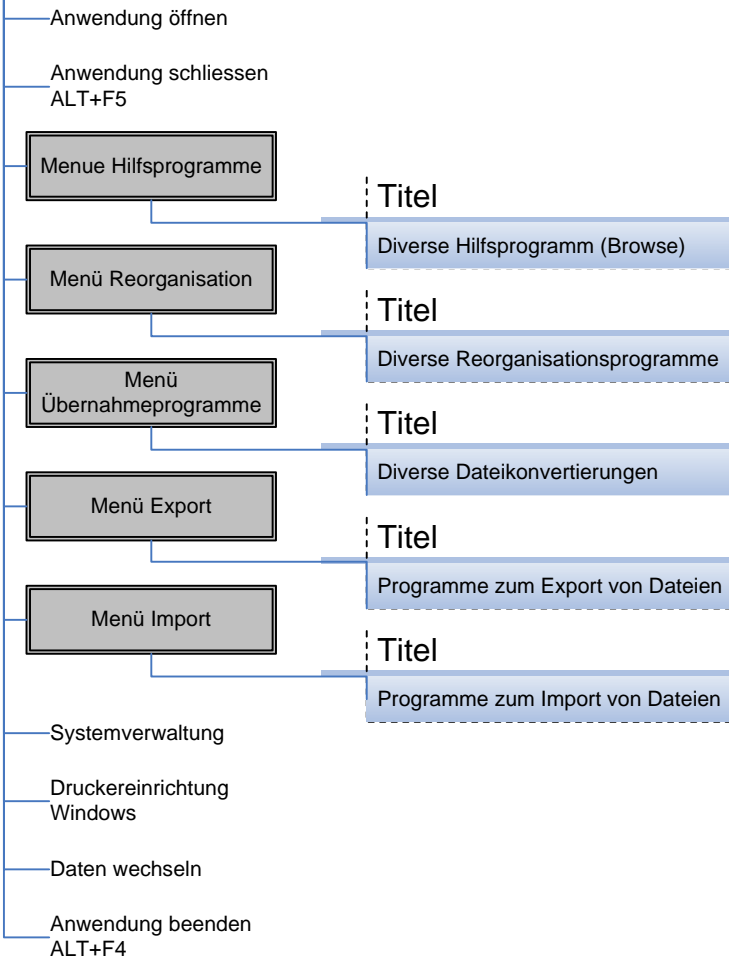 Anwendung öffnen
Anwendung schliessen
ALT+F5
Menue Hilfsprogramme
Titel
Diverse Hilfsprogramm (Browse)
Menü Reorganisation
Titel
Diverse Reorganisationsprogramme
Menü
Übernahmeprogramme
Titel
Diverse Dateikonvertierungen
Menü Export
Titel
Programme zum Export von Dateien
Menü Import
Titel
Programme zum Import von Dateien
Systemverwaltung
Druckereinrichtung
Windows
Daten wechseln
Anwendung beenden
ALT+F4